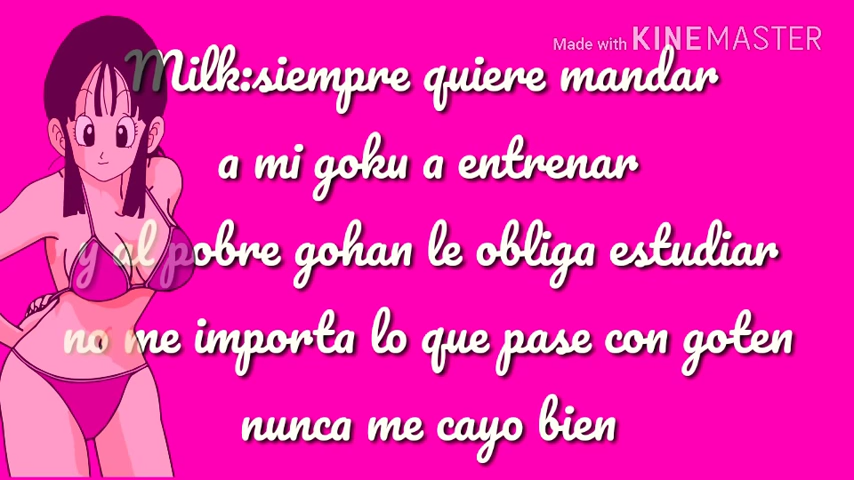 Made with KINEMASTER
Milk:siempre quiere mandar
a mi goku a entrenar
y al pobre gohan le obliga estudiar
no me importa lo que pase con goten
nunca me cayo bien